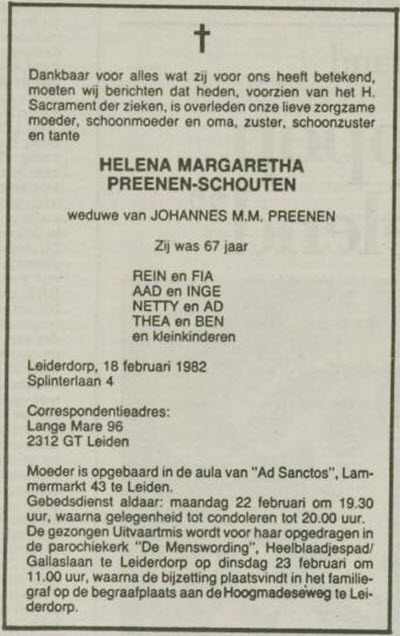 Dankbaar voor alles wat zij voor ons heeft betekend,
moeten wij berichten dat heden, voorzien van het H.
Sacrament der zieken, is overleden onze lieve zorgzame
moeder, schoonmoeder en oma, zuster, schoonzuster
en tante
HELENA MARGARETHA
PREENEN-SCHOUTEN
weduwe van JOHANNES M.M. PREENEN
Zij was 67 jaar
REIN en FIA
AAD en INGE
NETTY en AD
THEA en BEN
en kleinkinderen
Leiderdorp, 18 februari 1982
Splinterlaan 4
Correspondentieadres:
Lange Mare 96
2312 GT Leiden
Moeder is opgebaard in de aula van "Ad Sanctos", Lam-
mermarkt 43 te Leiden.
Gebedsdienst aldaar: maandag 22 februari om 19.30
uur, waarna gelegenheid tot condoleren tot 20.00 uur.
De gezongen Uitvaartmis wordt voor haar opgedragen in
de parochiekerk "De Menswording", Heelblaadjespad/
Gallaslaan te Leiderdorp op dinsdag 23 februari om
11.00 uur, waarna de bijzetting plaatsvindt in het familie-
graf op de begraafplaats aan de Hoogmadeseweg te Lei-
derdorp.